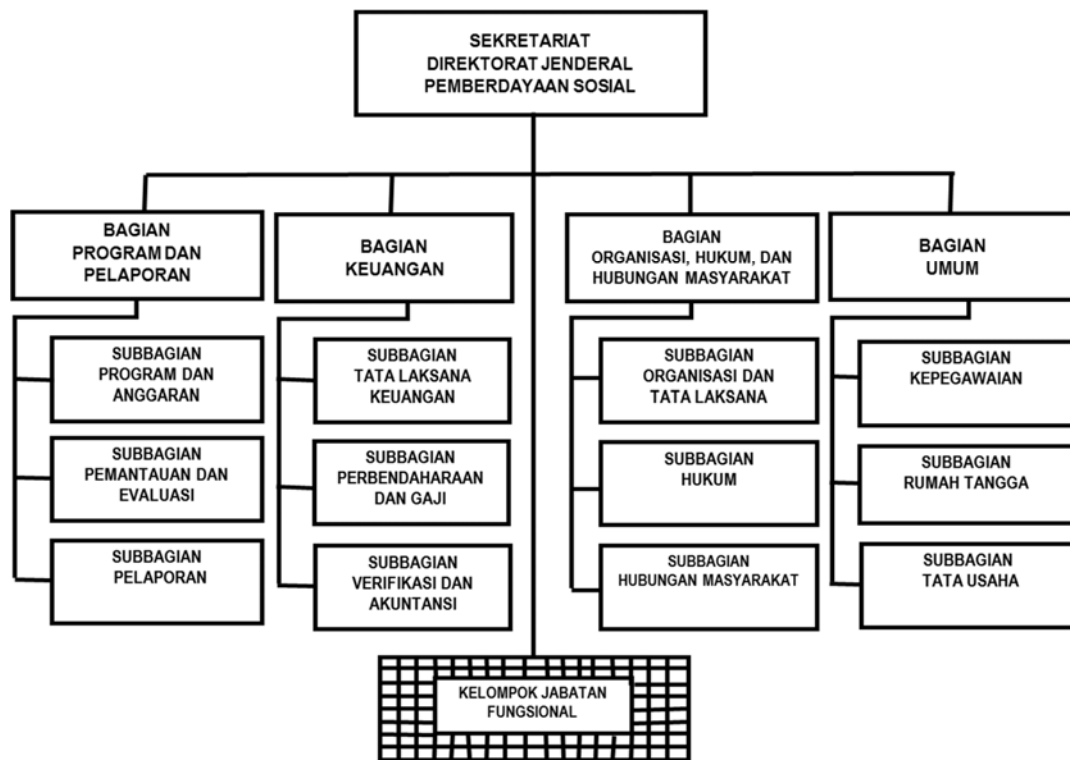 SEKRETARIAT
DIREKTORAT JENDERAL
PEMBERDAYAAN SOSIAL
BAGIAN
PROGRAM DAN
PELAPORAN
BAGIAN
KEUANGAN
BAGIAN
ORGANISASI, HUKUM, DAN
HUBUNGAN MASYARAKAT
BAGIAN
UMUM
SUBBAGIAN
PROGRAM DAN
ANGGARAN
SUBBAGIAN
TATA LAKSANA
KEUANGAN
SUBBAGIAN
ORGANISASI DAN
TATA LAKSANA
SUBBAGIAN
KEPEGAWAIAN
SUBBAGIAN
PEMANTAUAN DAN
EVALUASI
SUBBAGIAN
PERBENDAHARAAN
DAN GAJI
SUBBAGIAN
HUKUM
SUBBAGIAN
RUMAH TANGGA
SUBBAGIAN
PELAPORAN
SUBBAGIAN
VERIFIKASI DAN
AKUNTANSI
SUBBAGIAN
HUBUNGAN MASYARAKAT
SUBBAGIAN
TATA USAHA
KELOMPOK JABATAN
FUNGSIONAL